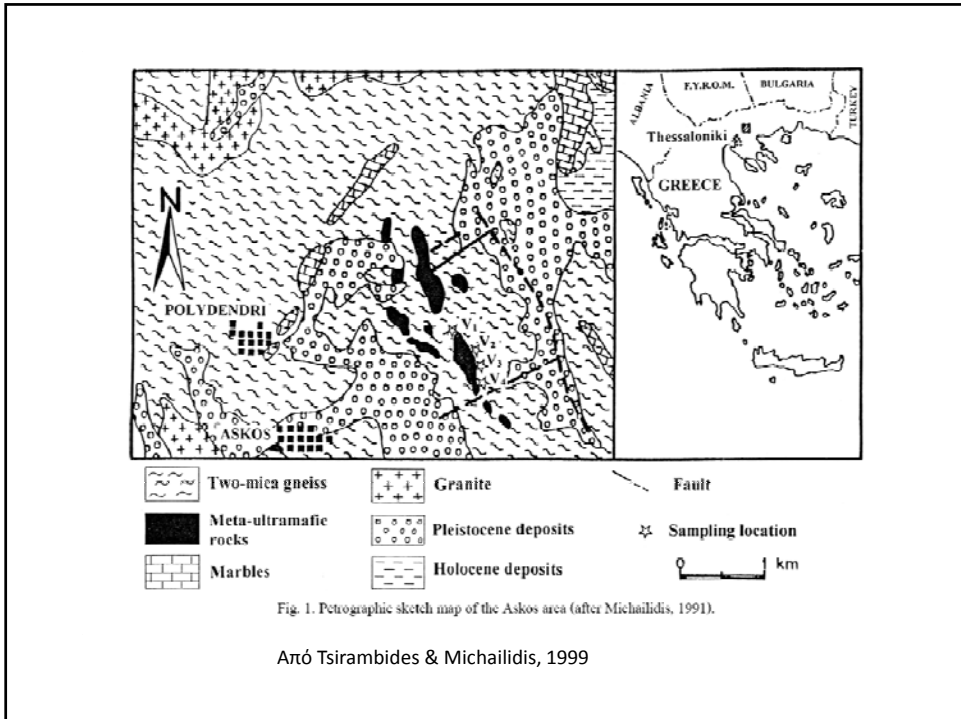 ALBANIA
F.Y.R.O.M.
BULGARIA
TURKEY
Thessaloniki
GREECE
N
POLYDENDRI
V1
V2
V3
V4
ASKOS
Two-mica gneiss
Granite
Fault
Meta-ultramafic
rocks
Pleistocene deposits
Sampling location
Marbles
Holocene deposits
0 1 km
Fig. 1. Petrographic sketch map of the Askos area (after Michailidis, 1991).
Από Tsirambides & Michailidis, 1999